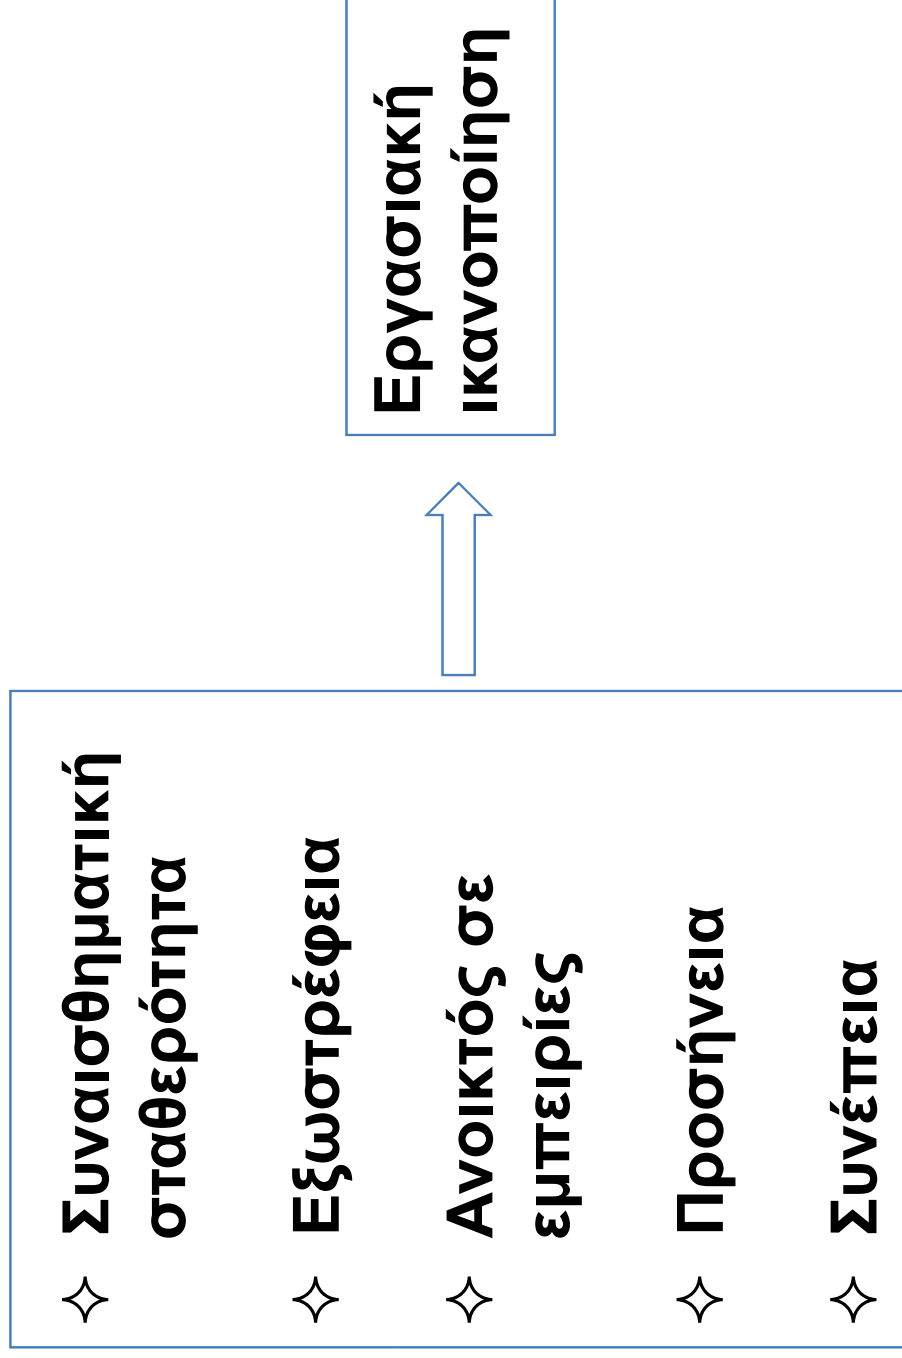 Συναισθηματική
σταθερότητα
Εξωστρέφεια
Ανοικτός σε
εμπειρίες
Προσήνεια
Συνέπεια
Εργασιακή
ικανοποίηση